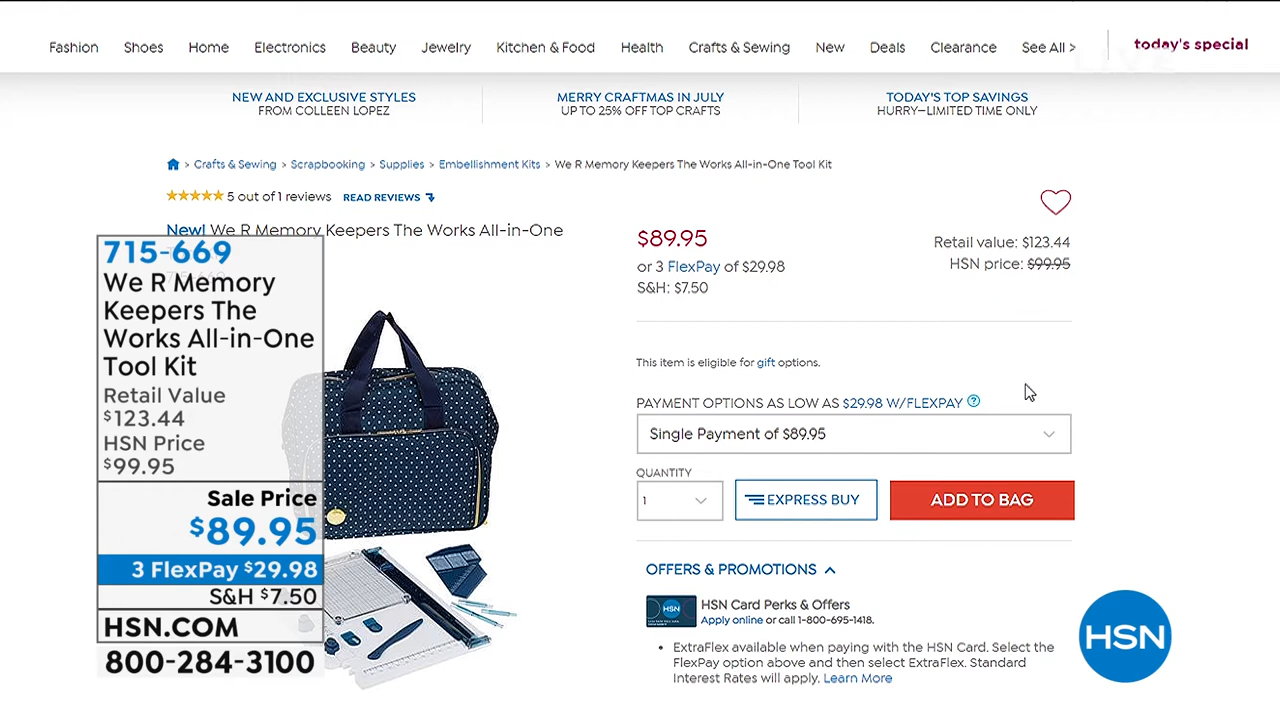 Fashion Shoes Home Electronics Beauty Jewelry Kitchen & Food Health Crafts & Sewing New Deals Clearance See All > today's special
LIVE
NEW AND EXCLUSIVE STYLES
FROM COLLEEN LOPEZ
MERRY CRAFTMAS IN JULY
UP TO 25% OFF TOP CRAFTS
TODAY'S TOP SAVINGS
HURRY—LIMITED TIME ONLY
> Crafts & Sewing > Scrapbooking > Supplies > Embellishment Kits > We R Memory Keepers The Works All-in-One Tool Kit
5 out of 1 reviews READ REVIEWS
New! We R Memory Keepers The Works All-in-One
715-669
We R Memory
Keepers The
Works All-in-One
Tool Kit
Retail Value
$123.44
HSN Price
$99.95
Sale Price
$89.95
3 FlexPay $29.98
S&H $7.50
HSN.COM
800-284-3100
$89.95
or 3 FlexPay of $29.98
S&H: $7.50
Retail value: $123.44
HSN price: $99.95
This item is eligible for gift options.
PAYMENT OPTIONS AS LOW AS $29.98 W/FLEXPAY ?
Single Payment of $89.95
QUANTITY
1
EXPRESS BUY
ADD TO BAG
OFFERS & PROMOTIONS
HSN
HSN Card Perks & Offers
Apply online or call 1-800-695-1418.
• ExtraFlex available when paying with the HSN Card. Select the
FlexPay option above and then select ExtraFlex. Standard
Interest Rates will apply. Learn More
HSN